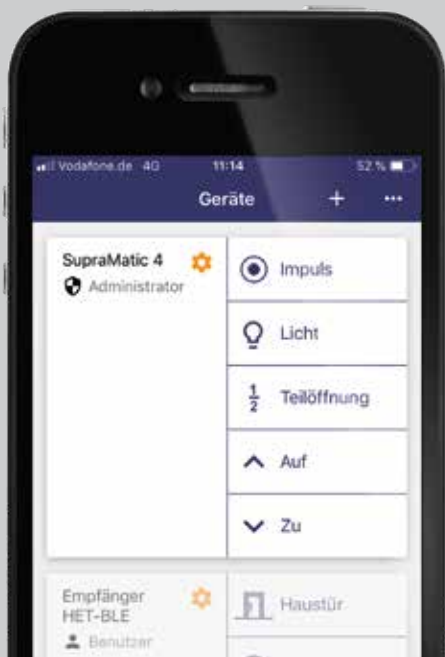 Vodafone.de 4G 11:14 52 %
Geräte + ...
SupraMatic 4
Administrator
Impuls
Licht
1/2 Teilöffnung
Auf
Zu
Empfänger
HET-BLE
Benutzer
Haustür